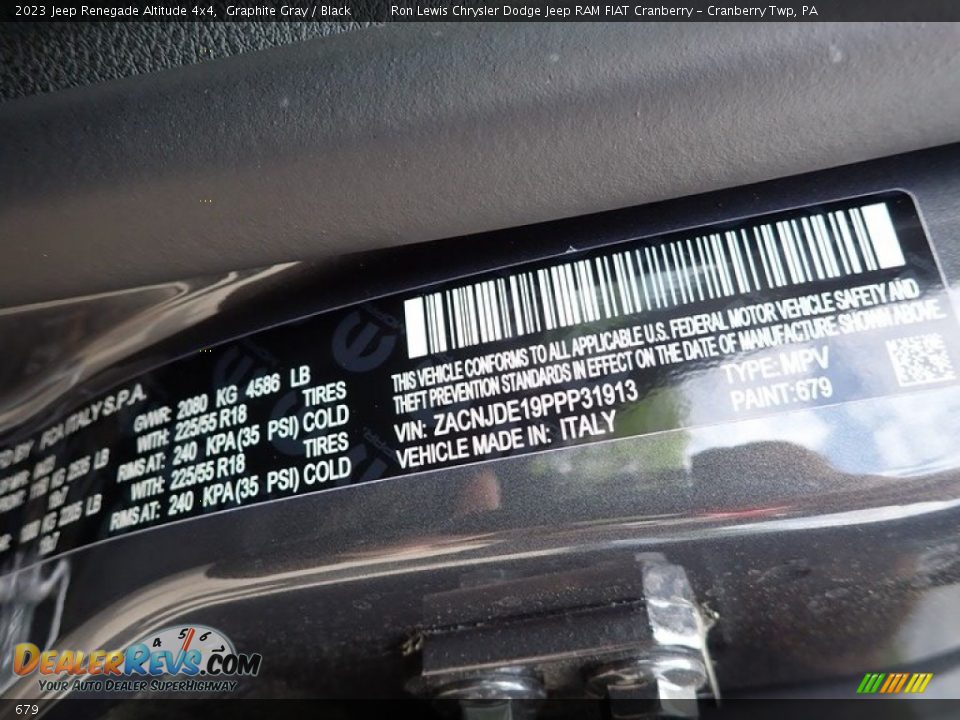 2023 Jeep Renegade Altitude 4x4, Graphite Gray / Black Ron Lewis Chrysler Dodge Jeep RAM FIAT Cranberry – Cranberry Twp, PA
FCA ITALY S.P.A.
GVWR: 2080 KG 4586 LB
WITH: 225/55 R18 TIRES
RIMS AT: 240 KPA(35 PSI) COLD
WITH: 225/55 R18 TIRES
RIMS AT: 240 KPA(35 PSI) COLD
THIS VEHICLE CONFORMS TO ALL APPLICABLE U.S. FEDERAL MOTOR VEHICLE SAFETY AND
THEFT PREVENTION STANDARDS IN EFFECT ON THE DATE OF MANUFACTURE SHOWN ABOVE.
VIN: ZACNJDE19PPP31913 TYPE:MPV
VEHICLE MADE IN: ITALY PAINT:679
4 5 6
DEALERREVS.COM
YOUR AUTO DEALER SUPERHIGHWAY
679